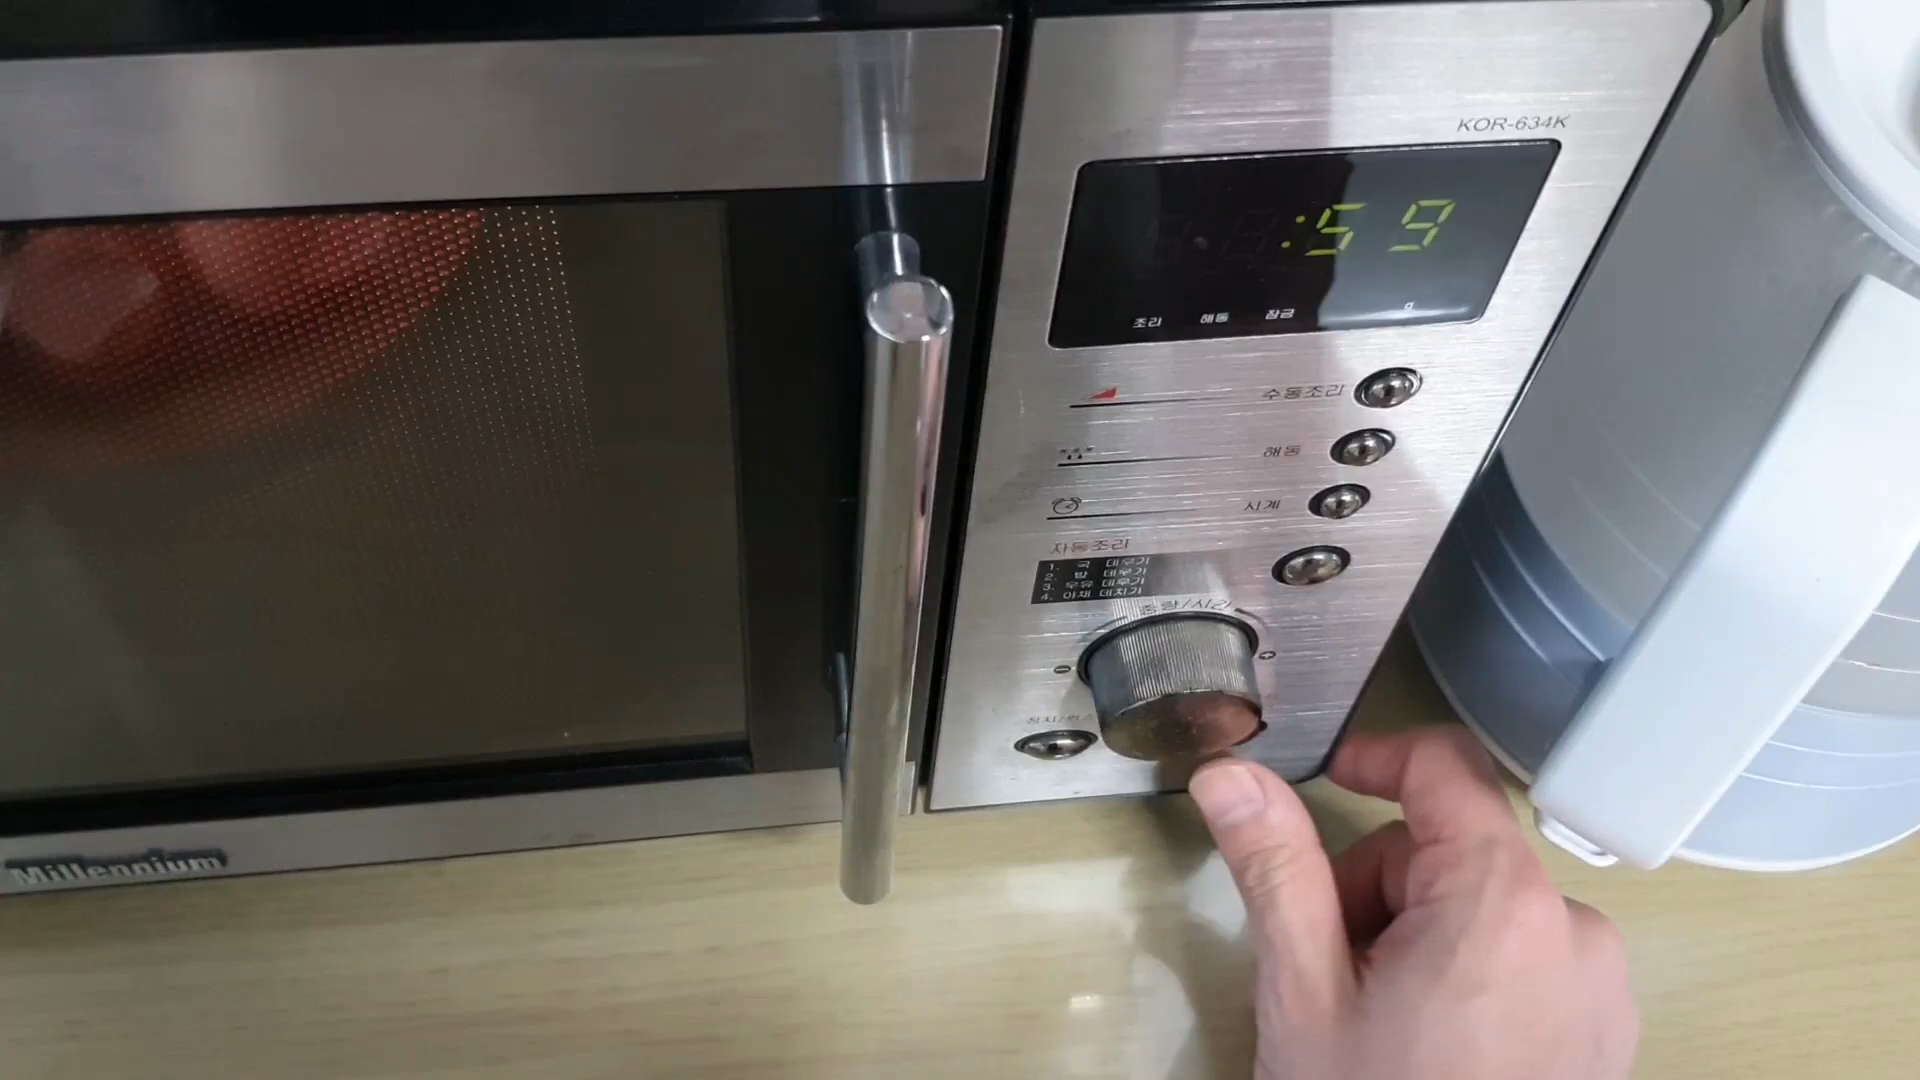 KOR-634K
:59
조리 해동 잠금 g
수동조리
해동
시계
자동조리
1. 국 데우기
2. 밥 데우기
3. 우유 데우기
4. 야채 데치기
중량/시간
- +
Millennium